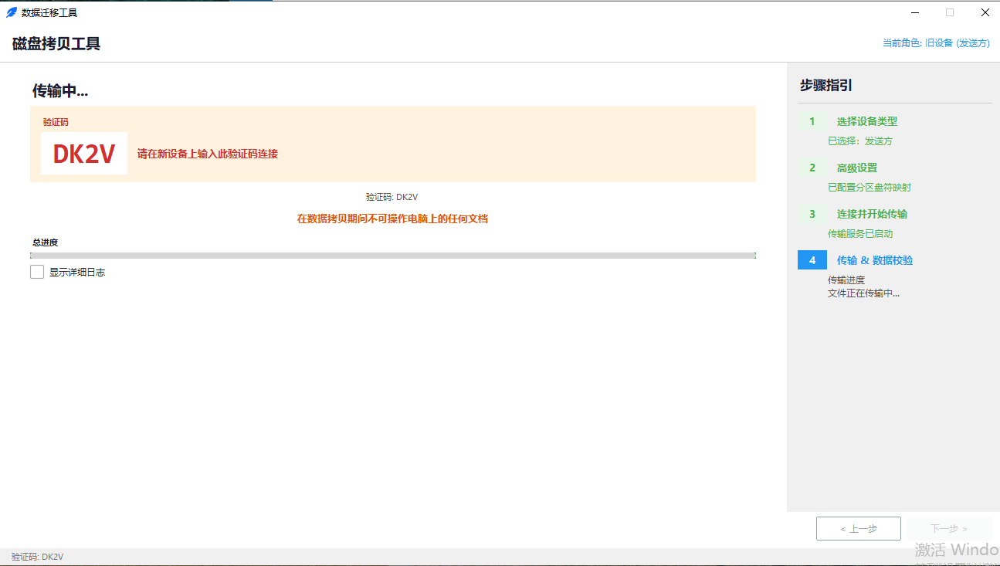 数据迁移工具
磁盘拷贝工具
当前角色: 旧设备 (发送方)
传输中...
验证码
DK2V
请在新设备上输入此验证码连接
验证码: DK2V
在数据拷贝期间不可操作电脑上的任何文档
总进度
显示详细日志
步骤指引
1 选择设备类型
已选择：发送方
2 高级设置
已配置分区盘符映射
3 连接并开始传输
传输服务已启动
4 传输 & 数据校验
传输进度
文件正在传输中...
< 上一步
下一步 >
激活 Windo
验证码: DK2V